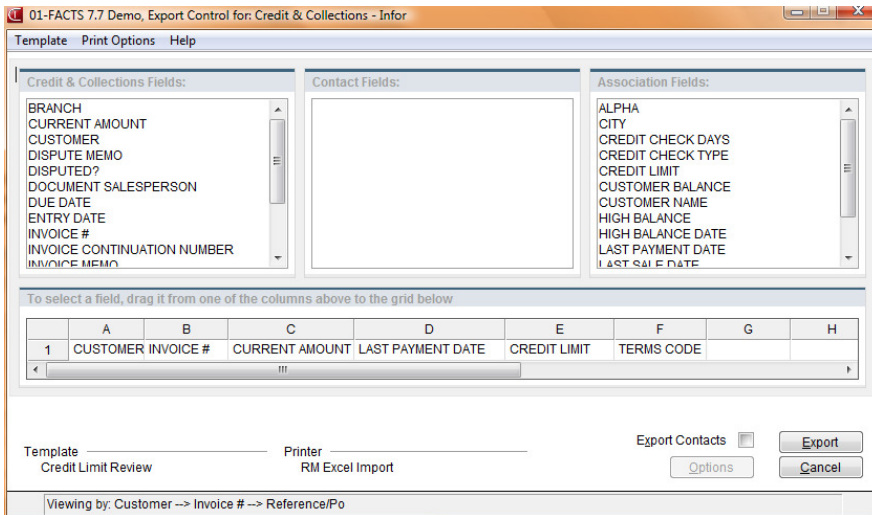 01-FACTS 7.7 Demo, Export Control for: Credit & Collections - Infor
Template Print Options Help
Credit & Collections Fields:
BRANCH
CURRENT AMOUNT
CUSTOMER
DISPUTE MEMO
DISPUTED?
DOCUMENT SALESPERSON
DUE DATE
ENTRY DATE
INVOICE #
INVOICE CONTINUATION NUMBER
INVOICE MEMO
Contact Fields:
Association Fields:
ALPHA
CITY
CREDIT CHECK DAYS
CREDIT CHECK TYPE
CREDIT LIMIT
CUSTOMER BALANCE
CUSTOMER NAME
HIGH BALANCE
HIGH BALANCE DATE
LAST PAYMENT DATE
LAST SALE DATE
To select a field, drag it from one of the columns above to the grid below
A B C D E F G H
1 CUSTOMER INVOICE # CURRENT AMOUNT LAST PAYMENT DATE CREDIT LIMIT TERMS CODE
Template
Credit Limit Review
Printer
RM Excel Import
Export Contacts
Export
Options
Cancel
Viewing by: Customer --> Invoice # --> Reference/Po